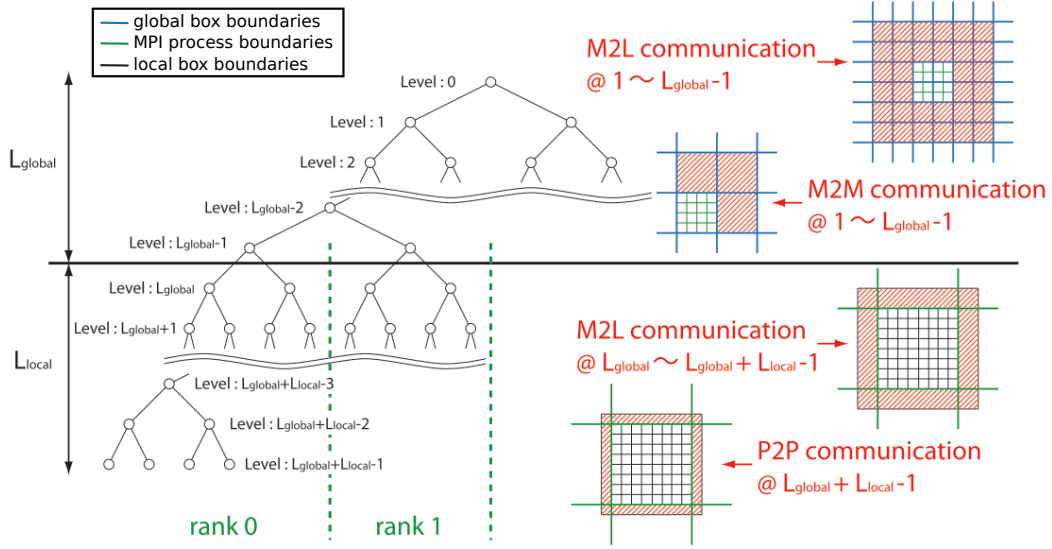 global box boundaries
MPI process boundaries
local box boundaries
Level : 0
Level : 1
Level : 2
Lglobal
Level : Lglobal-2
Level : Lglobal-1
M2L communication
@ 1～Lglobal-1
M2M communication
@ 1～Lglobal-1
Level : Lglobal
Level : Lglobal+1
Llocal
Level : Lglobal+Llocal-3
Level : Lglobal+Llocal-2
Level : Lglobal+Llocal-1
M2L communication
@ Lglobal～Lglobal + Llocal-1
P2P communication
@ Lglobal + Llocal-1
rank 0
rank 1